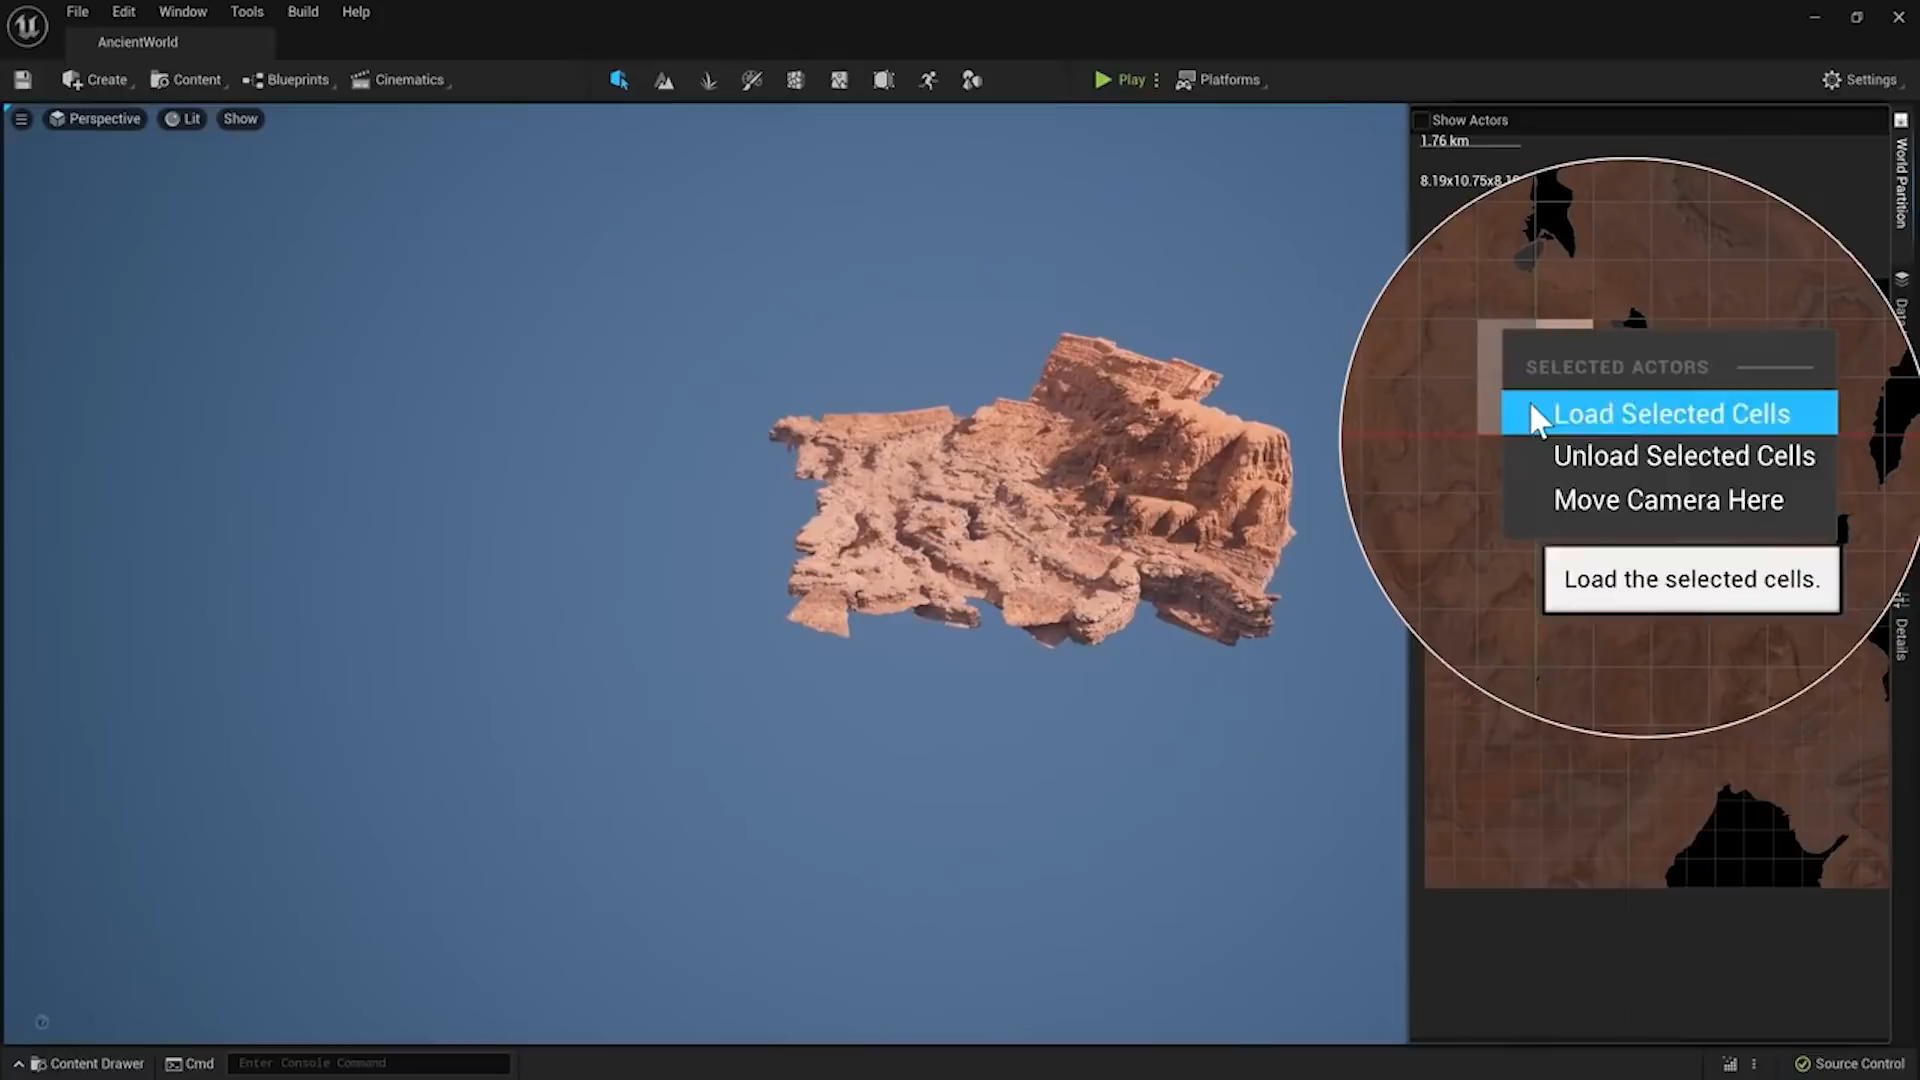 File Edit Window Tools Build Help
AncientWorld
Create Content Blueprints Cinematics Play Platforms Settings
Perspective Lit Show
Show Actors
1.76 km
World Partition
SELECTED ACTORS
Load Selected Cells
Unload Selected Cells
Move Camera Here
Load the selected cells.
Details
Content Drawer Cmd Enter Console Command Source Control